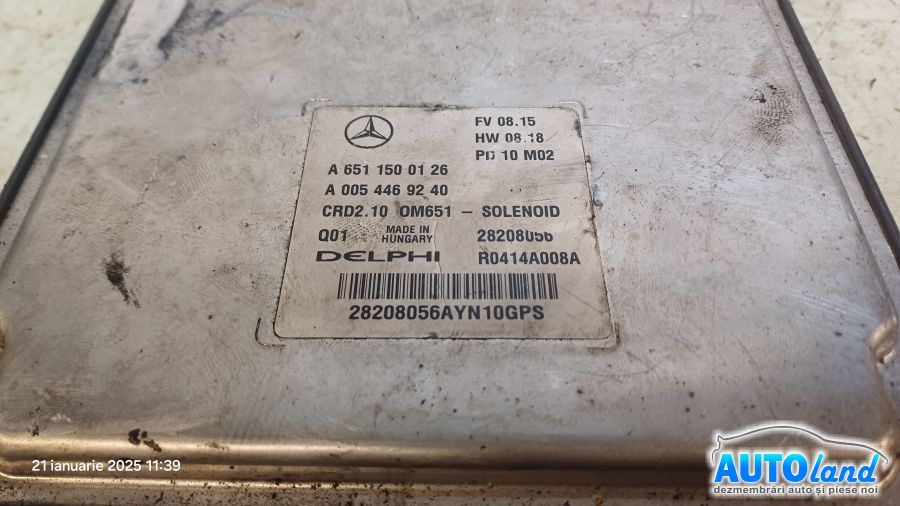 FV 08.15
HW 08.18
PD 10 M02
A 651 150 01 26
A 005 446 92 40
CRD2.10 OM651 - SOLENOID
Q01 MADE IN HUNGARY 28208056
DELPHI R0414A008A
28208056AYN10GPS
21 ianuarie 2025 11:39
AUTOland
dezmembrări auto și piese noi